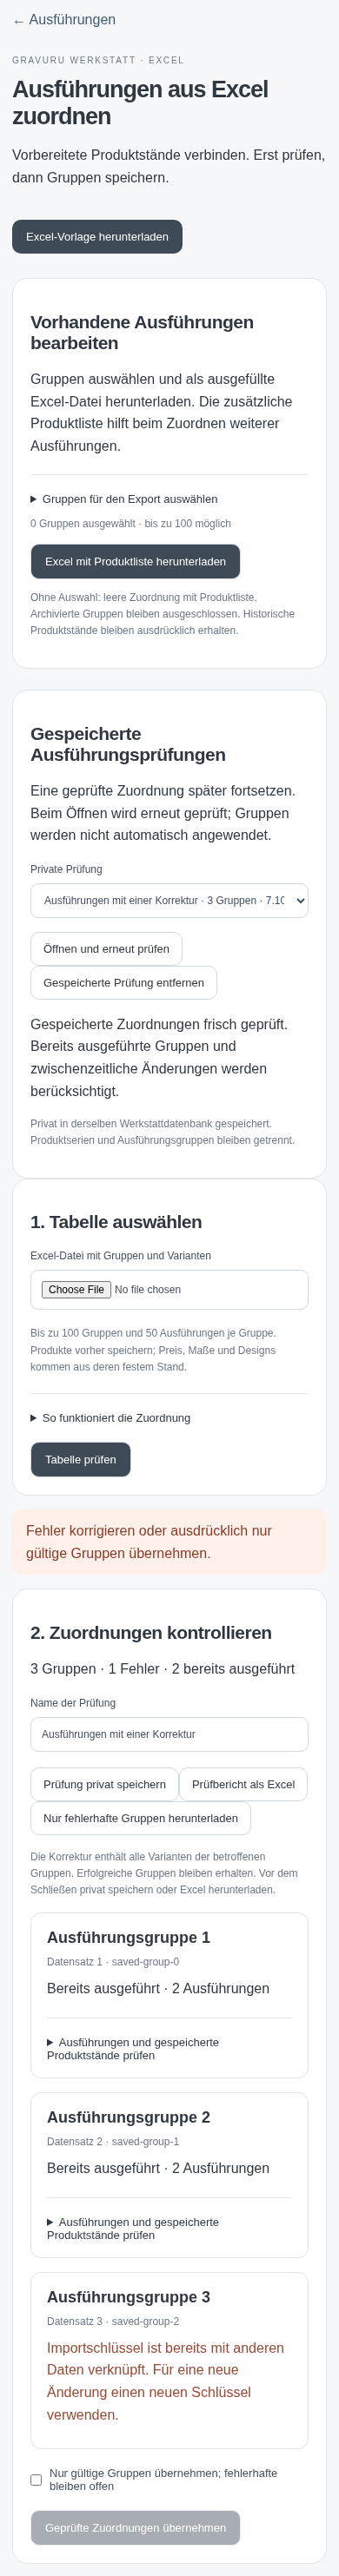 ← Ausführungen
GRAVURU WERKSTATT · EXCEL
Ausführungen aus Excel
zuordnen
Vorbereitete Produktstände verbinden. Erst prüfen,
dann Gruppen speichern.
Excel-Vorlage herunterladen
Vorhandene Ausführungen
bearbeiten
Gruppen auswählen und als ausgefüllte
Excel-Datei herunterladen. Die zusätzliche
Produktliste hilft beim Zuordnen weiterer
Ausführungen.
Gruppen für den Export auswählen
0 Gruppen ausgewählt · bis zu 100 möglich
Excel mit Produktliste herunterladen
Ohne Auswahl: leere Zuordnung mit Produktliste.
Archivierte Gruppen bleiben ausgeschlossen. Historische
Produktstände bleiben ausdrücklich erhalten.
Gespeicherte
Ausführungsprüfungen
Eine geprüfte Zuordnung später fortsetzen.
Beim Öffnen wird erneut geprüft; Gruppen
werden nicht automatisch angewendet.
Private Prüfung
Ausführungen mit einer Korrektur · 3 Gruppen · 7.10
Öffnen und erneut prüfen
Gespeicherte Prüfung entfernen
Gespeicherte Zuordnungen frisch geprüft.
Bereits ausgeführte Gruppen und
zwischenzeitliche Änderungen werden
berücksichtigt.
Privat in derselben Werkstattdatenbank gespeichert.
Produktserien und Ausführungsgruppen bleiben getrennt.
1. Tabelle auswählen
Excel-Datei mit Gruppen und Varianten
Choose File No file chosen
Bis zu 100 Gruppen und 50 Ausführungen je Gruppe.
Produkte vorher speichern; Preis, Maße und Designs
kommen aus deren festem Stand.
So funktioniert die Zuordnung
Tabelle prüfen
Fehler korrigieren oder ausdrücklich nur
gültige Gruppen übernehmen.
2. Zuordnungen kontrollieren
3 Gruppen · 1 Fehler · 2 bereits ausgeführt
Name der Prüfung
Ausführungen mit einer Korrektur
Prüfung privat speichern Prüfbericht als Excel
Nur fehlerhafte Gruppen herunterladen
Die Korrektur enthält alle Varianten der betroffenen
Gruppen. Erfolgreiche Gruppen bleiben erhalten. Vor dem
Schließen privat speichern oder Excel herunterladen.
Ausführungsgruppe 1
Datensatz 1 · saved-group-0
Bereits ausgeführt · 2 Ausführungen
Ausführungen und gespeicherte
Produktstände prüfen
Ausführungsgruppe 2
Datensatz 2 · saved-group-1
Bereits ausgeführt · 2 Ausführungen
Ausführungen und gespeicherte
Produktstände prüfen
Ausführungsgruppe 3
Datensatz 3 · saved-group-2
Importschlüssel ist bereits mit anderen
Daten verknüpft. Für eine neue
Änderung einen neuen Schlüssel
verwenden.
Nur gültige Gruppen übernehmen; fehlerhafte
bleiben offen
Geprüfte Zuordnungen übernehmen